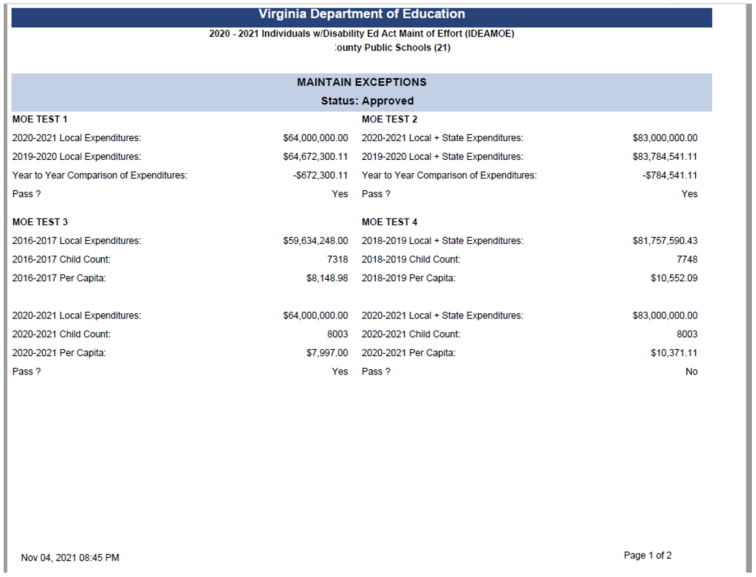 Virginia Department of Education
2020 - 2021 Individuals w/Disability Ed Act Maint of Effort (IDEAMOE)
ounty Public Schools (21)
MAINTAIN EXCEPTIONS
Status: Approved
MOE TEST 1 MOE TEST 2
2020-2021 Local Expenditures: $64,000,000.00 2020-2021 Local + State Expenditures: $83,000,000.00
2019-2020 Local Expenditures: $64,672,300.11 2019-2020 Local + State Expenditures: $83,784,541.11
Year to Year Comparison of Expenditures: -$672,300.11 Year to Year Comparison of Expenditures: -$784,541.11
Pass ? Yes Pass ? Yes
MOE TEST 3 MOE TEST 4
2016-2017 Local Expenditures: $59,634,248.00 2018-2019 Local + State Expenditures: $81,757,590.43
2016-2017 Child Count: 7318 2018-2019 Child Count: 7748
2016-2017 Per Capita: $8,148.98 2018-2019 Per Capita: $10,552.09
2020-2021 Local Expenditures: $64,000,000.00 2020-2021 Local + State Expenditures: $83,000,000.00
2020-2021 Child Count: 8003 2020-2021 Child Count: 8003
2020-2021 Per Capita: $7,997.00 2020-2021 Per Capita: $10,371.11
Pass ? Yes Pass ? No
Nov 04, 2021 08:45 PM Page 1 of 2